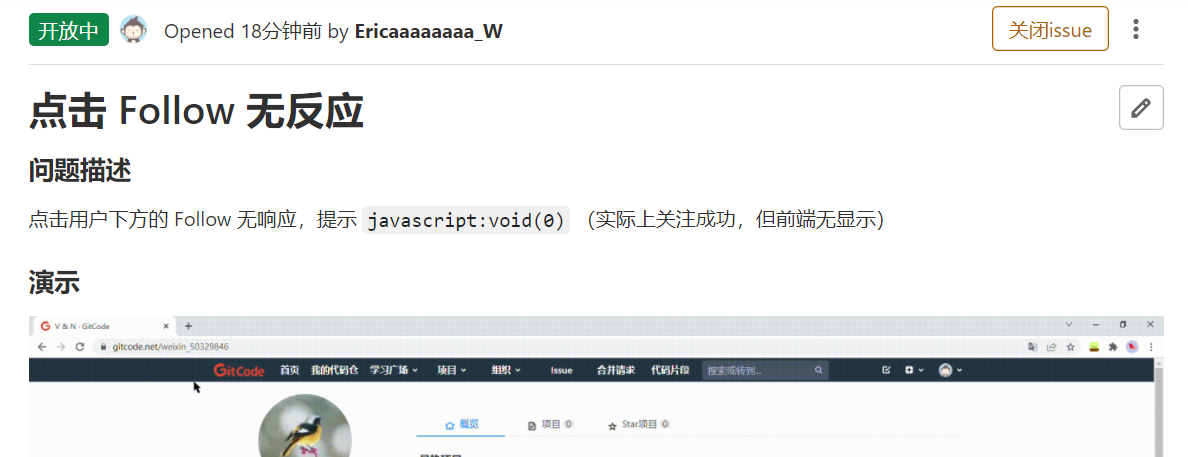 开放中 Opened 18分钟前 by Ericaaaaaaaa_W 关闭issue
点击 Follow 无反应
问题描述
点击用户下方的 Follow 无响应，提示 javascript:void(0) （实际上关注成功，但前端无显示）
演示
V & N · GitCode
gitcode.net/weixin_50329846
GitCode 首页 我的代码仓 学习广场 项目 组织 Issue 合并请求 代码片段 搜索或转到...
概览 项目 0 Star项目 0